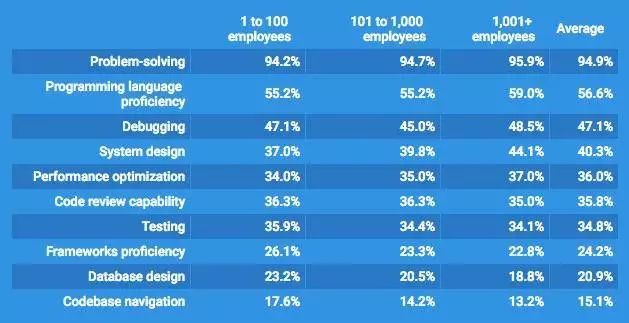 1 to 100 employees 101 to 1,000 employees 1,001+ employees Average
Problem-solving 94.2% 94.7% 95.9% 94.9%
Programming language proficiency 55.2% 55.2% 59.0% 56.6%
Debugging 47.1% 45.0% 48.5% 47.1%
System design 37.0% 39.8% 44.1% 40.3%
Performance optimization 34.0% 35.0% 37.0% 36.0%
Code review capability 36.3% 36.3% 35.0% 35.8%
Testing 35.9% 34.4% 34.1% 34.8%
Frameworks proficiency 26.1% 23.3% 22.8% 24.2%
Database design 23.2% 20.5% 18.8% 20.9%
Codebase navigation 17.6% 14.2% 13.2% 15.1%